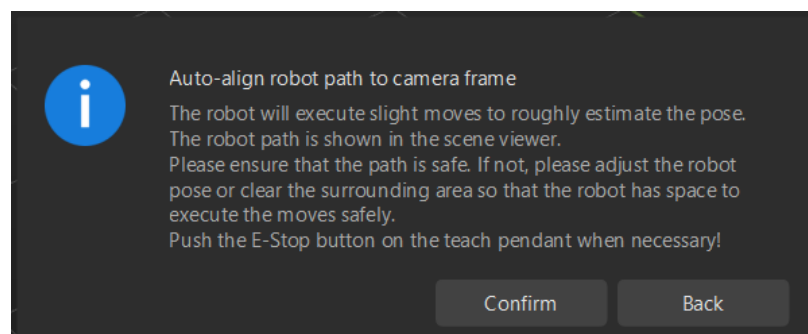 Auto-align robot path to camera frame
The robot will execute slight moves to roughly estimate the pose.
The robot path is shown in the scene viewer.
Please ensure that the path is safe. If not, please adjust the robot
pose or clear the surrounding area so that the robot has space to
execute the moves safely.
Push the E-Stop button on the teach pendant when necessary!
Confirm Back